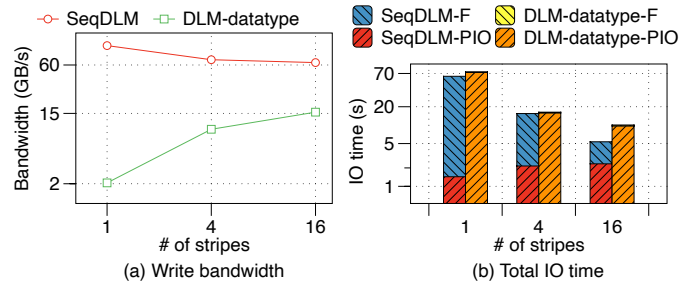 SeqDLM DLM-datatype
Bandwidth (GB/s)
60
15
2
1 4 16
# of stripes
(a) Write bandwidth
SeqDLM-F DLM-datatype-F
SeqDLM-PIO DLM-datatype-PIO
IO time (s)
70
20
5
1
1 4 16
# of stripes
(b) Total IO time